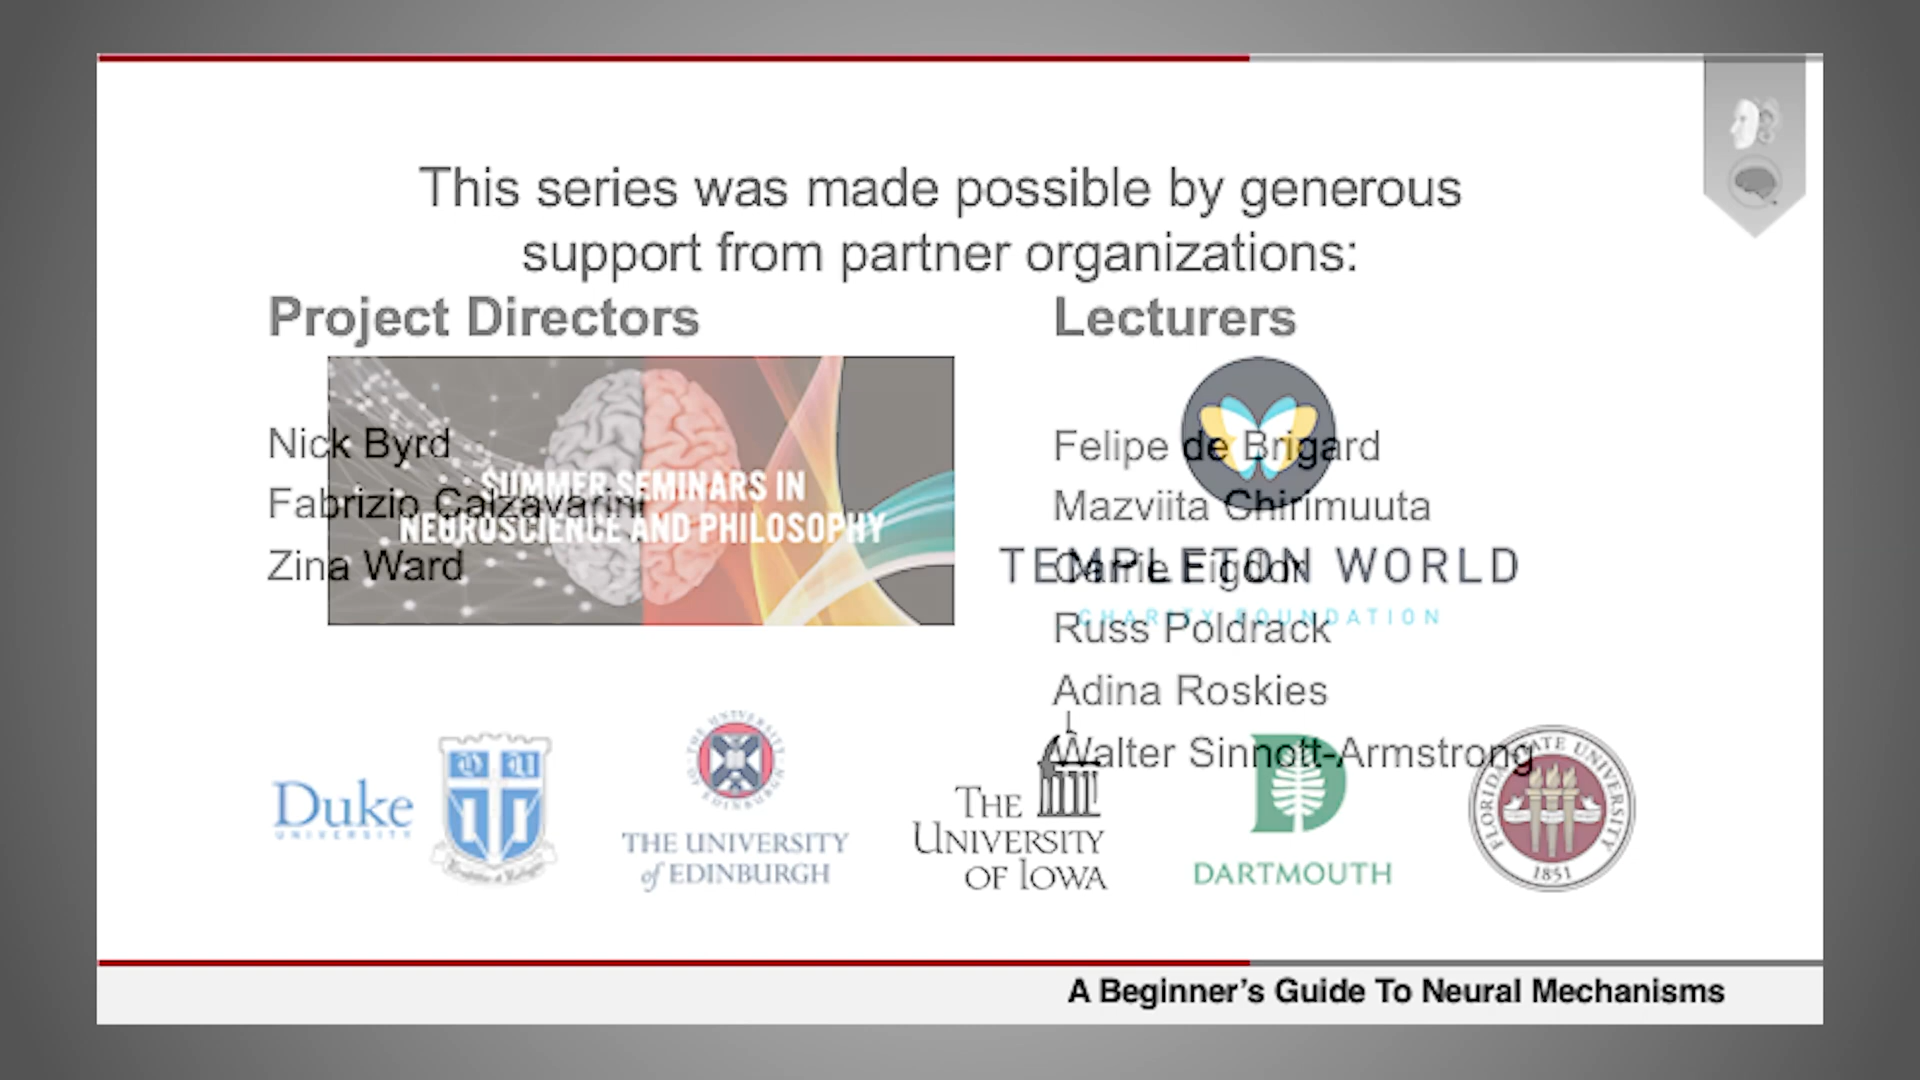 This series was made possible by generous
support from partner organizations:
Project Directors
Nick Byrd
Fabrizio Calzavarini
Zina Ward
SUMMER SEMINARS IN
NEUROSCIENCE AND PHILOSOPHY
Lecturers
Felipe de Brigard
Mazviita Chirimuuta
Carrie Figdor
Russ Poldrack
Adina Roskies
Walter Sinnott-Armstrong
TEMPLETON WORLD
CHARITY FOUNDATION
Duke
UNIVERSITY
THE UNIVERSITY
of EDINBURGH
THE
UNIVERSITY
OF IOWA
DARTMOUTH
FLORIDA STATE UNIVERSITY
1851
A Beginner's Guide To Neural Mechanisms